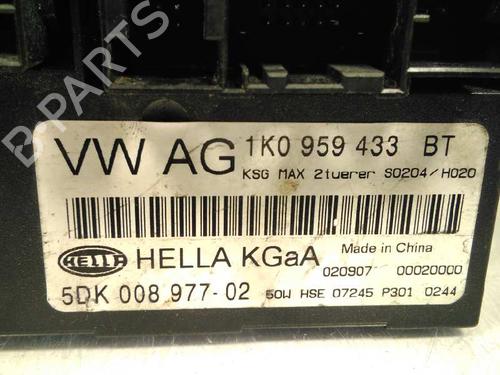 VW AG 1K0 959 433 BT
KSG MAX 2tuerer S0204/H020
HELLA HELLA KGaA Made in China
020907 00020000
5DK 008 977-02 50W HSE 07245 P301 0244
B-PARTS